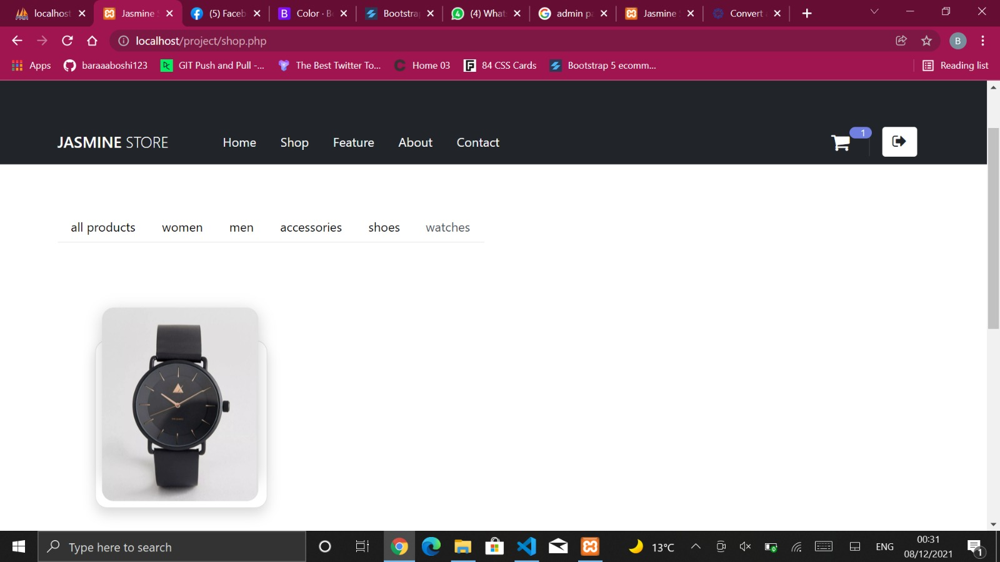 localhost
Jasmine
(5) Faceb
Color · B
Bootstra
4
(4) What
admin p
Jasmine
Convert
localhost/project/shop.php
B
Apps
baraaaboshi123
GIT Push and Pull -...
The Best Twitter To...
Home 03
84 CSS Cards
Bootstrap 5 ecomm...
Reading list
JASMINE STORE
Home
Shop
Feature
About
Contact
1
all products
women
men
accessories
shoes
watches
Type here to search
13°C
ENG
00:31
08/12/2021
1